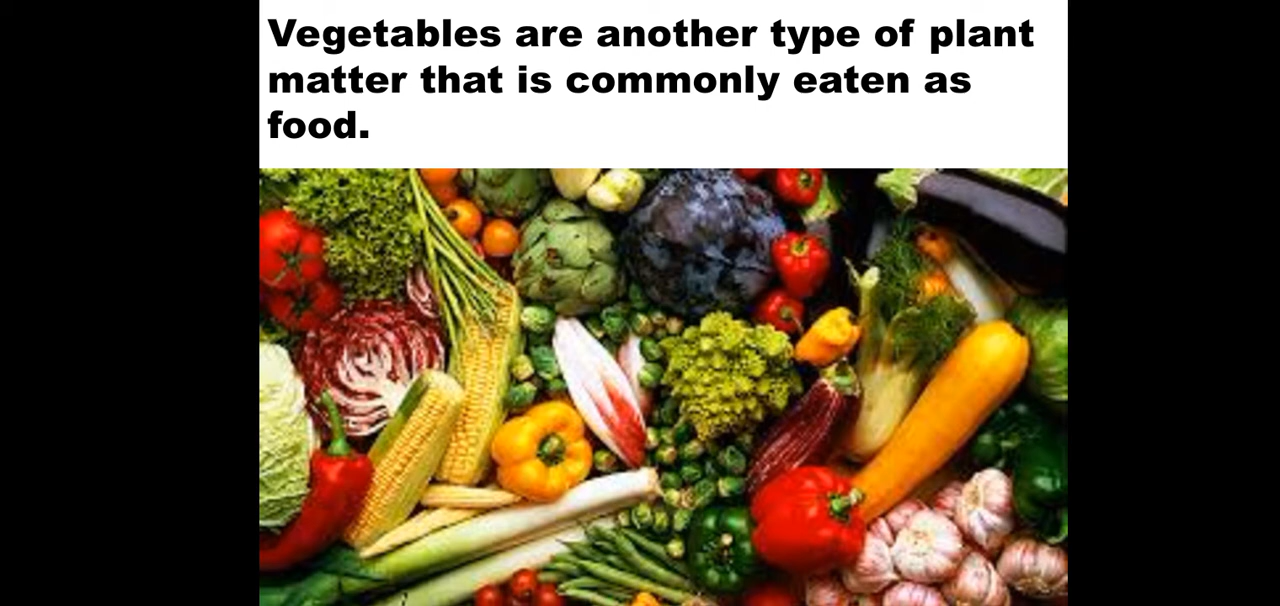 Vegetables are another type of plant
matter that is commonly eaten as
food.